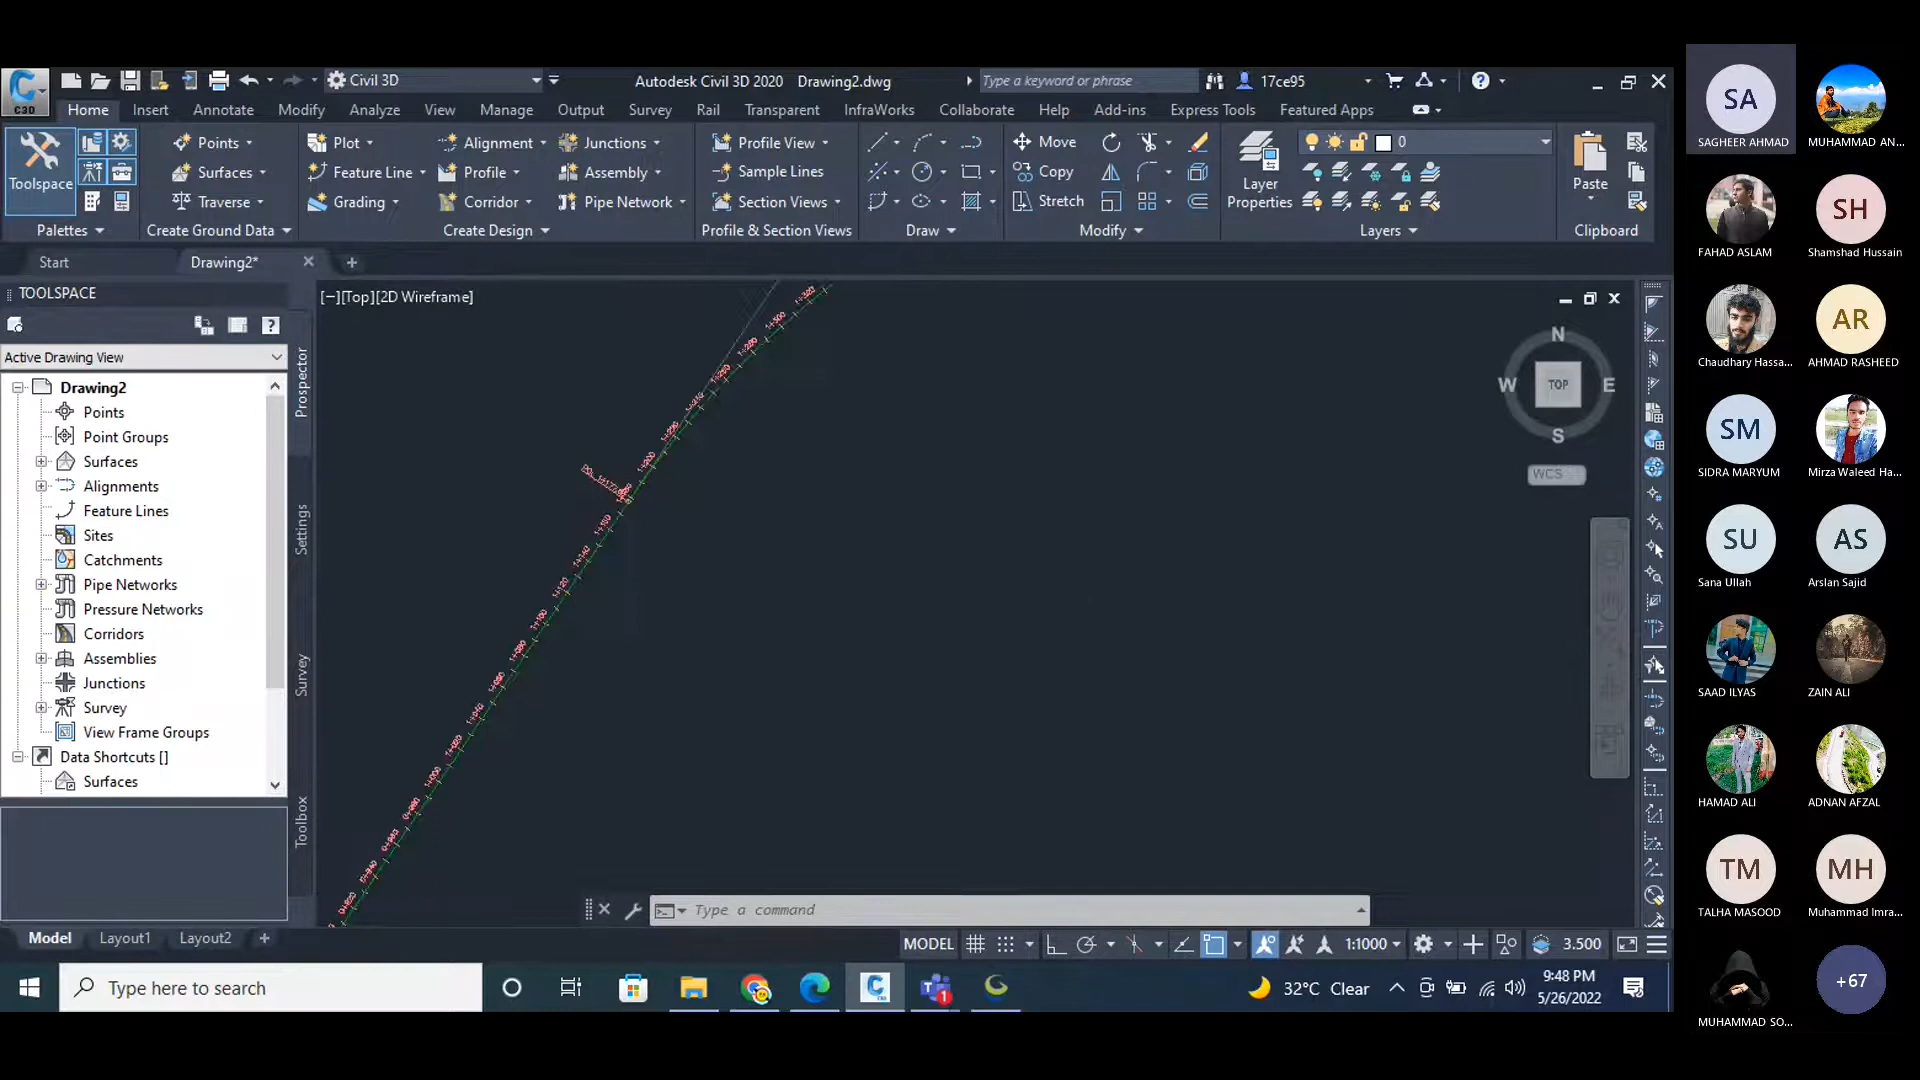 C3D
Civil 3D
Autodesk Civil 3D 2020 Drawing2.dwg
Type a keyword or phrase
17ce95
Home Insert Annotate Modify Analyze View Manage Output Survey Rail Transparent InfraWorks Collaborate Help Add-ins Express Tools Featured Apps
Toolspace
Points
Surfaces
Traverse
Plot
Feature Line
Grading
Alignment
Profile
Corridor
Junctions
Assembly
Pipe Network
Profile View
Sample Lines
Section Views
Move
Copy
Stretch
Layer
Properties
0
Paste
Palettes
Create Ground Data
Create Design
Profile & Section Views
Draw
Modify
Layers
Clipboard
Start
Drawing2*
TOOLSPACE
Active Drawing View
Drawing2
Points
Point Groups
Surfaces
Alignments
Feature Lines
Sites
Catchments
Pipe Networks
Pressure Networks
Corridors
Assemblies
Junctions
Survey
View Frame Groups
Data Shortcuts []
Surfaces
Prospector
Settings
Survey
Toolbox
[−][Top][2D Wireframe]
N
W
TOP
E
S
WCS
Type a command
Model
Layout1
Layout2
MODEL
1:1000
3.500
Type here to search
1
32°C Clear
9:48 PM
5/26/2022
SA
SAGHEER AHMAD
MUHAMMAD AN...
FAHAD ASLAM
SH
Shamshad Hussain
Chaudhary Hassa...
AR
AHMAD RASHEED
SM
SIDRA MARYUM
Mirza Waleed Ha...
SU
Sana Ullah
AS
Arslan Sajid
SAAD ILYAS
ZAIN ALI
HAMAD ALI
ADNAN AFZAL
TM
TALHA MASOOD
MH
Muhammad Imra...
MUHAMMAD SO...
+67